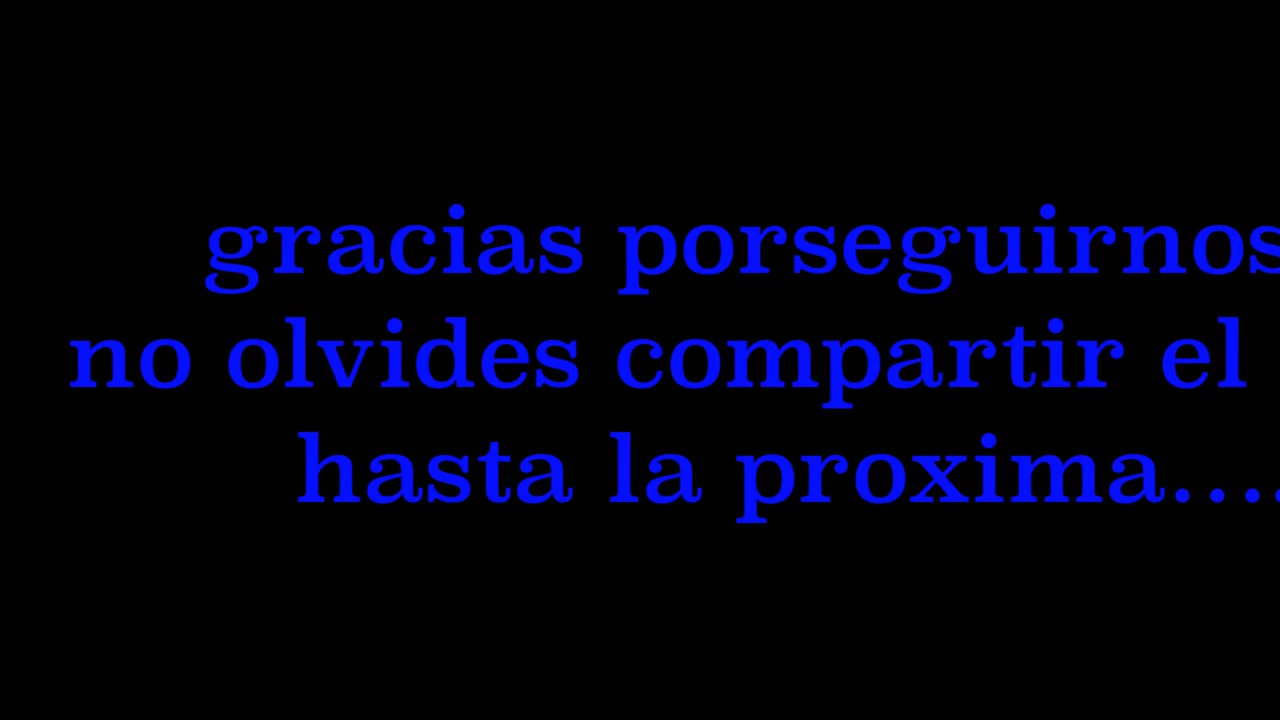 gracias porseguirnos
no olvides compartir el
hasta la proxima....